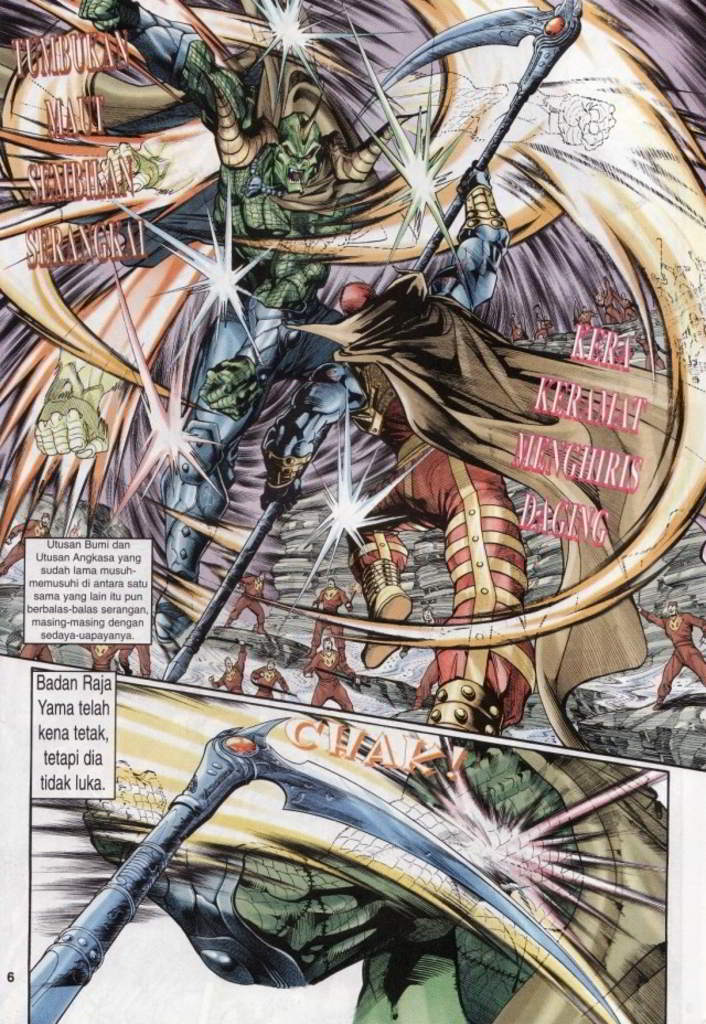 TUMBUKAN
MAUT
SEMBILAN
SERANGKAI
KERI
KERAMAT
MENGHIRIS
DAGING
Utusan Bumi dan
Utusan Angkasa yang
sudah lama musuh-
memusuhi di antara satu
sama yang lain itu pun
berbalas-balas serangan,
masing-masing dengan
sedaya-uapayanya.
Badan Raja
Yama telah
kena tetak,
tetapi dia
tidak luka.
CHAK!
6